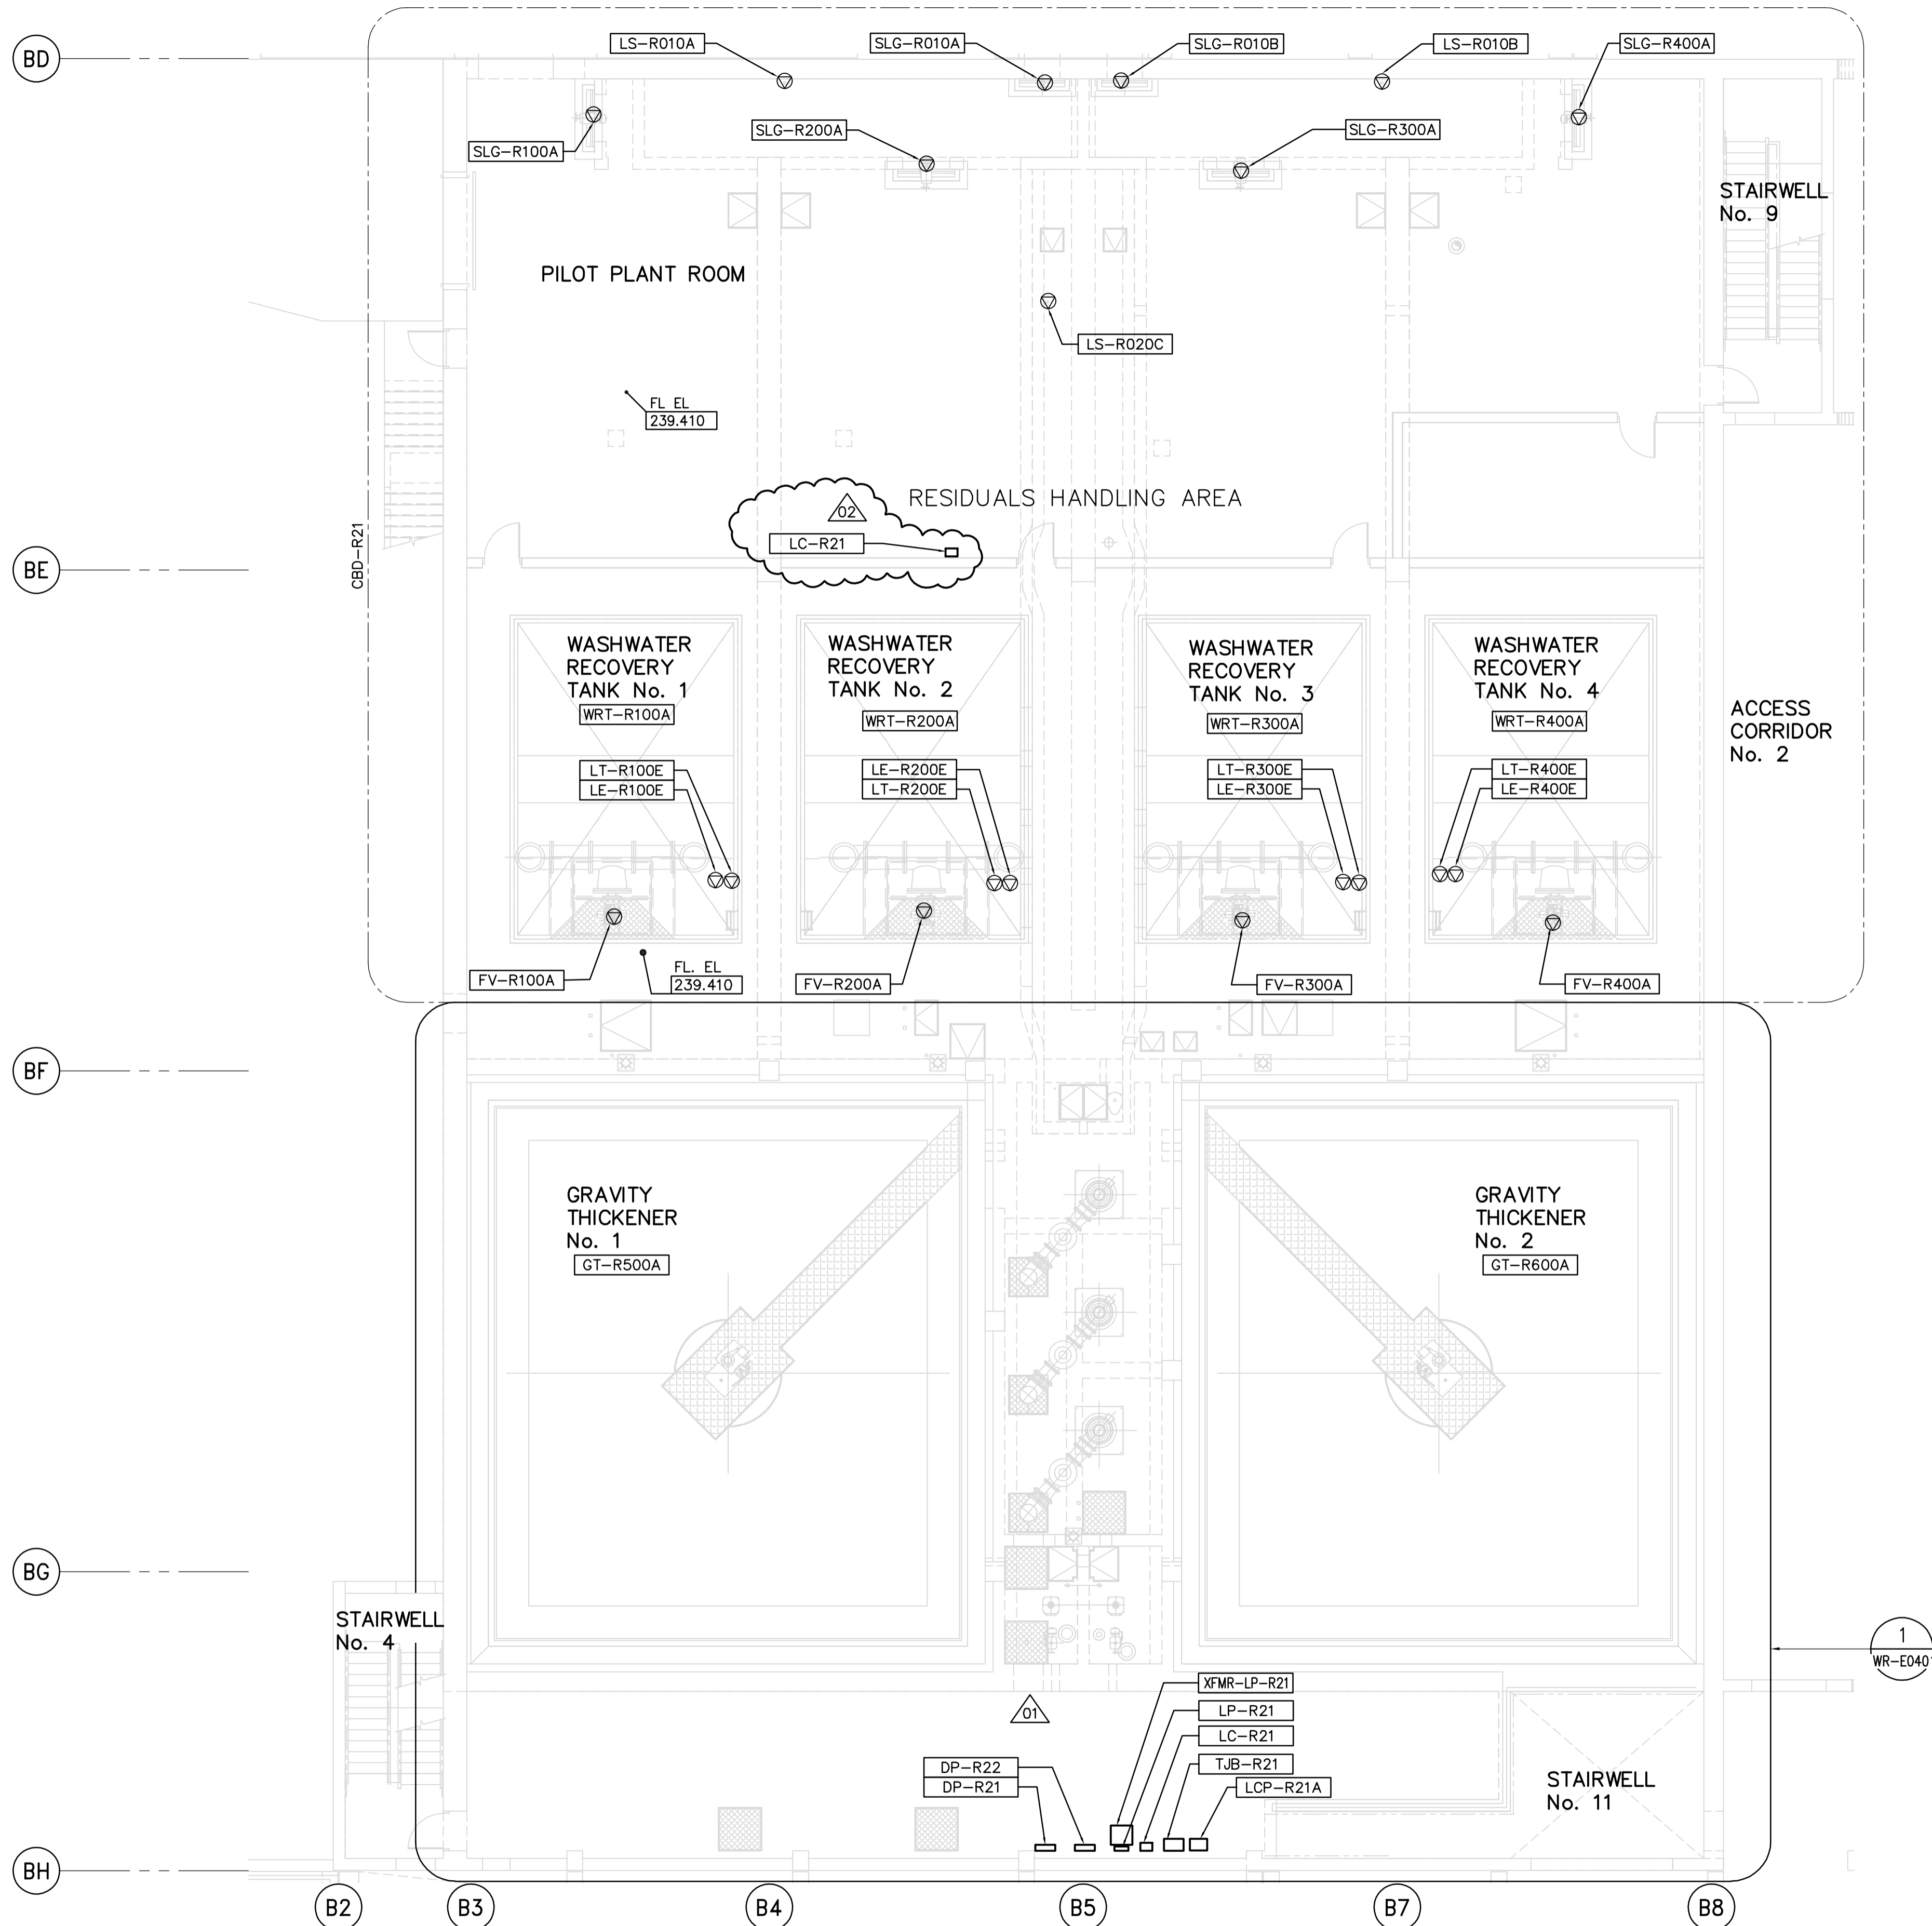 BD
LS-R010A
SLG-R010A
SLG-R010B
LS-R010B
SLG-R400A
SLG-R200A
SLG-R300A
SLG-R100A
STAIRWELL
No. 9
PILOT PLANT ROOM
LS-R020C
FL EL
239.410
RESIDUALS HANDLING AREA
02
LC-R21
CBD-R21
BE
WASHWATER
RECOVERY
TANK No. 1
WRT-R100A
WASHWATER
RECOVERY
TANK No. 2
WRT-R200A
WASHWATER
RECOVERY
TANK No. 3
WRT-R300A
WASHWATER
RECOVERY
TANK No. 4
WRT-R400A
ACCESS
CORRIDOR
No. 2
LT-R100E
LE-R100E
LE-R200E
LT-R200E
LT-R300E
LE-R300E
LT-R400E
LE-R400E
FV-R100A
FL. EL
239.410
FV-R200A
FV-R300A
FV-R400A
BF
GRAVITY
THICKENER
No. 1
GT-R500A
GRAVITY
THICKENER
No. 2
GT-R600A
BG
STAIRWELL
No. 4
1
WR-E0401
XFMR-LP-R21
01
LP-R21
LC-R21
TJB-R21
DP-R22
DP-R21
LCP-R21A
STAIRWELL
No. 11
BH
B2
B3
B4
B5
B7
B8